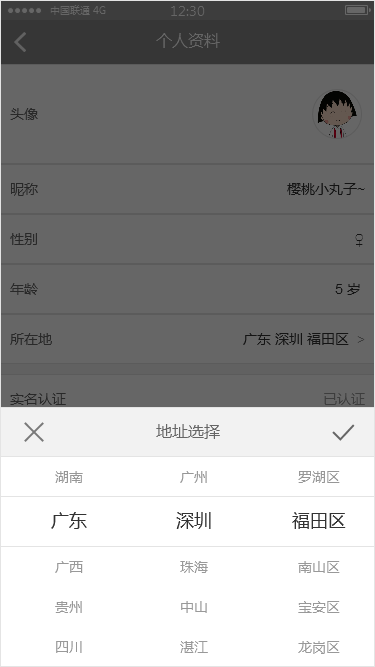 中国联通 4G 12:30
个人资料
头像
昵称 樱桃小丸子~
性别 ♀
年龄 5 岁
所在地 广东 深圳 福田区 >
实名认证 已认证
地址选择
湖南 广州 罗湖区
广东 深圳 福田区
广西 珠海 南山区
贵州 中山 宝安区
四川 湛江 龙岗区